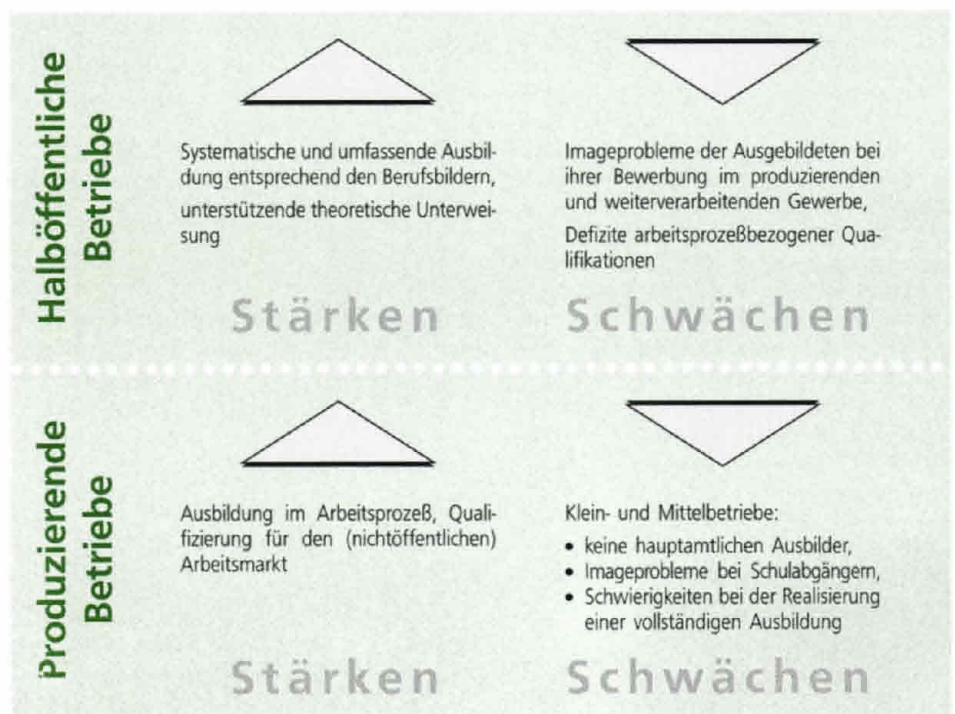 Halböffentliche
Betriebe
Systematische und umfassende Ausbil-
dung entsprechend den Berufsbildern,
unterstützende theoretische Unterwei-
sung
Stärken
Imageprobleme der Ausgebildeten bei
ihrer Bewerbung im produzierenden
und weiterverarbeitenden Gewerbe,
Defizite arbeitsprozeßbezogener Qua-
lifikationen
Schwächen
Produzierende
Betriebe
Ausbildung im Arbeitsprozeß, Quali-
fizierung für den (nichtöffentlichen)
Arbeitsmarkt
Stärken
Klein- und Mittelbetriebe:
• keine hauptamtlichen Ausbilder,
• Imageprobleme bei Schulabgängern,
• Schwierigkeiten bei der Realisierung
einer vollständigen Ausbildung
Schwächen